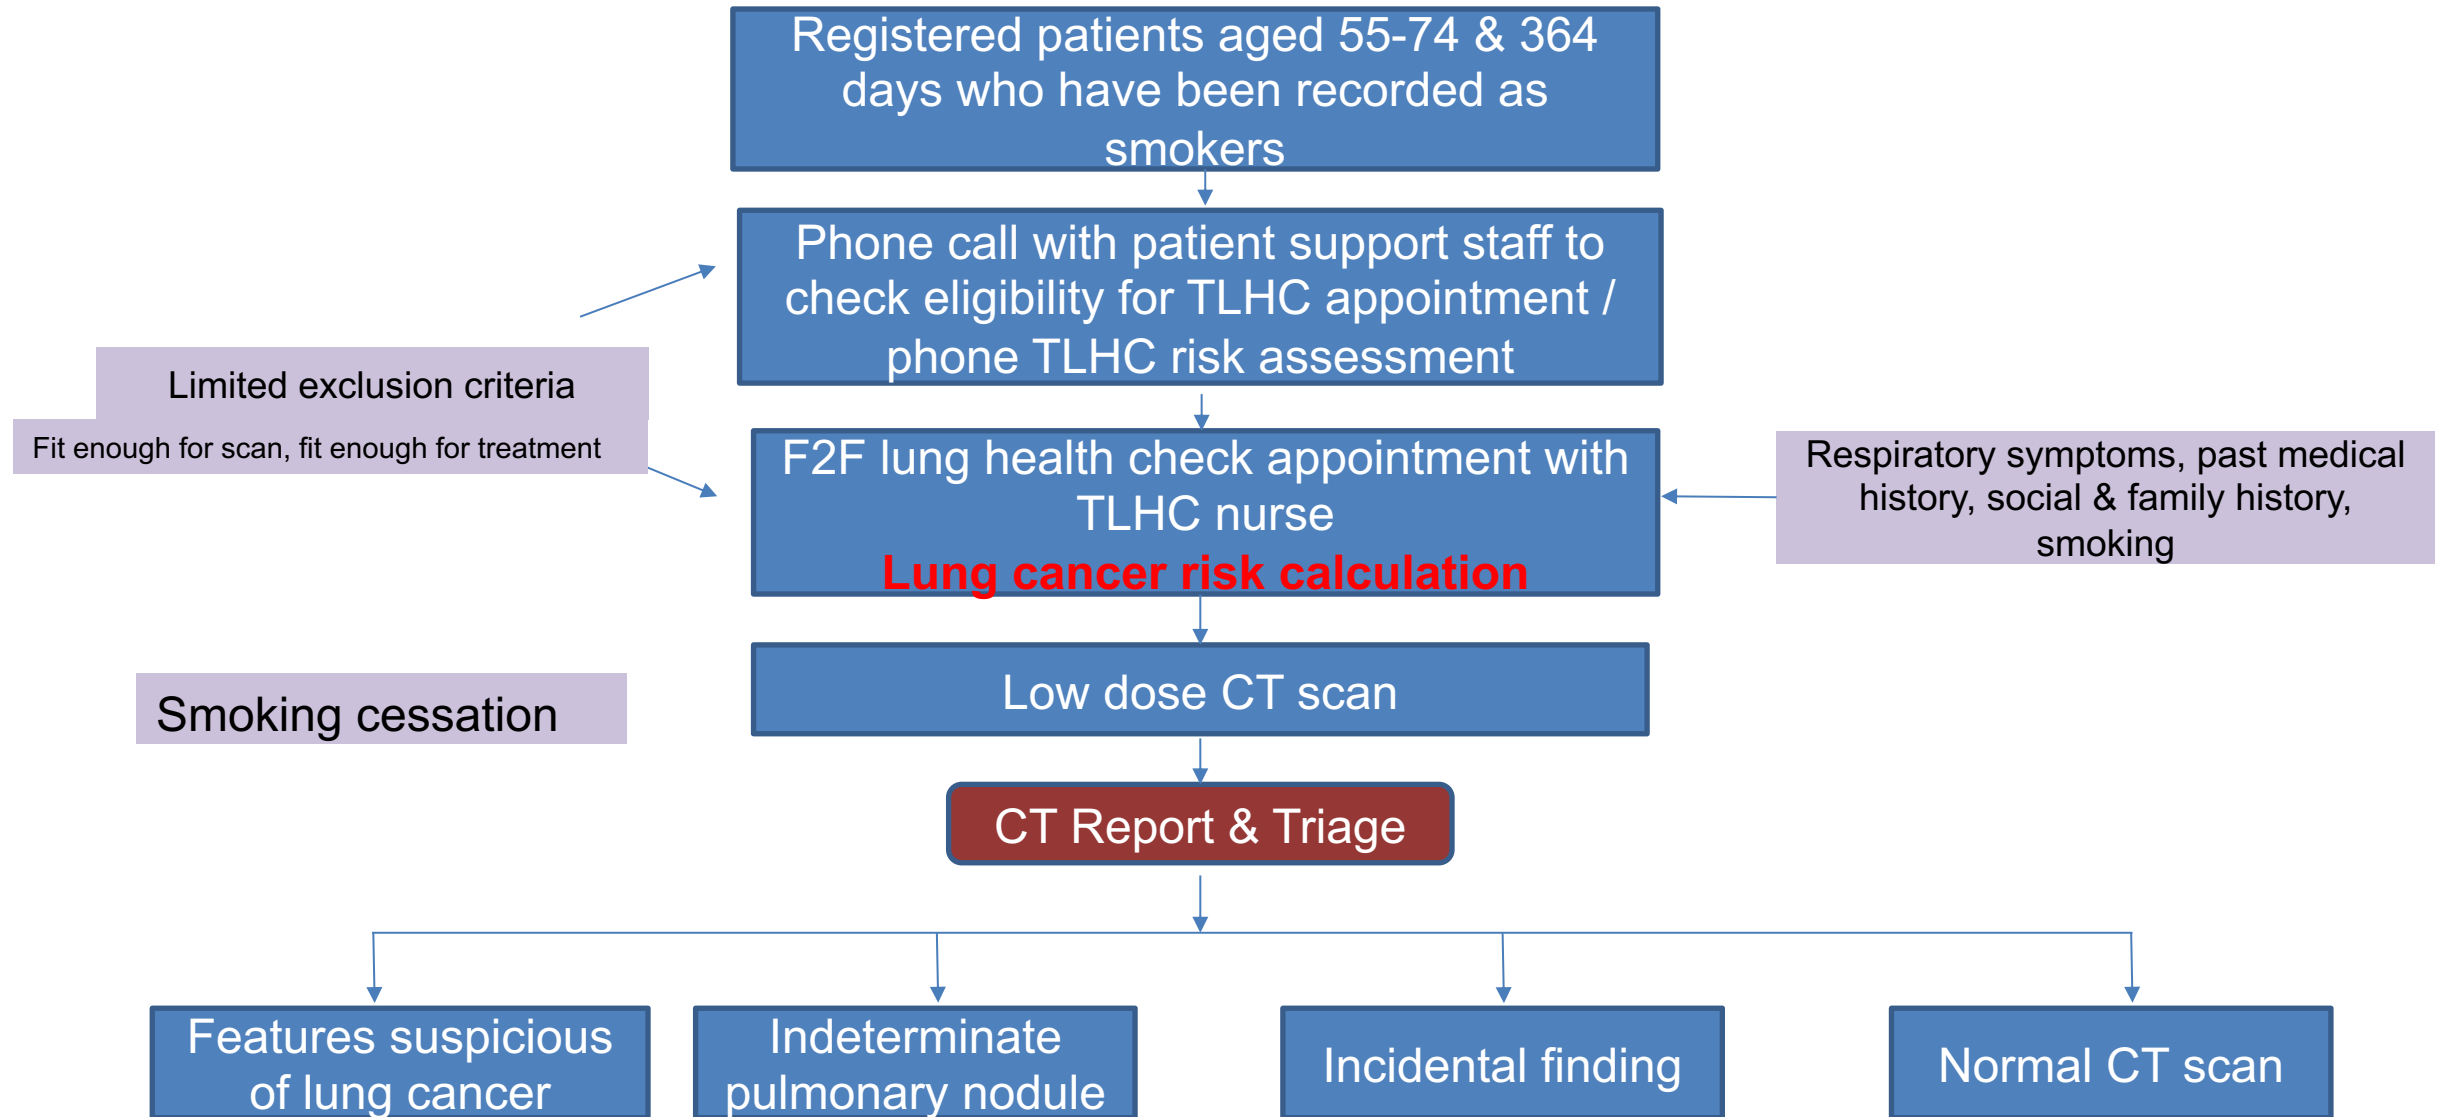 Registered patients aged 55-74 & 364
days who have been recorded as
smokers
Phone call with patient support staff to
check eligibility for TLHC appointment /
phone TLHC risk assessment
Limited exclusion criteria
Fit enough for scan, fit enough for treatment
F2F lung health check appointment with
TLHC nurse
Lung cancer risk calculation
Respiratory symptoms, past medical
history, social & family history,
smoking
Low dose CT scan
Smoking cessation
CT Report & Triage
Features suspicious
of lung cancer
Indeterminate
pulmonary nodule
Incidental finding
Normal CT scan